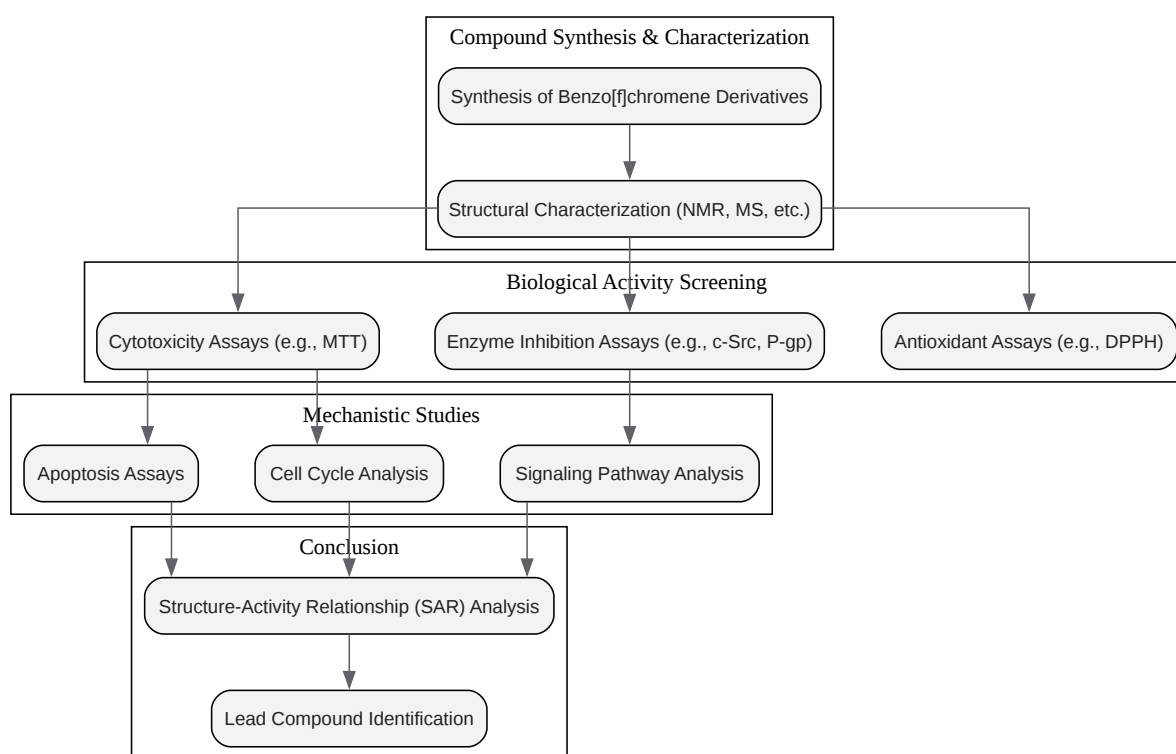 Compound Synthesis & Characterization
Synthesis of Benzo[f]chromene Derivatives
Structural Characterization (NMR, MS, etc.)
Biological Activity Screening
Cytotoxicity Assays (e.g., MTT)
Enzyme Inhibition Assays (e.g., c-Src, P-gp)
Antioxidant Assays (e.g., DPPH)
Mechanistic Studies
Apoptosis Assays
Cell Cycle Analysis
Signaling Pathway Analysis
Conclusion
Structure-Activity Relationship (SAR) Analysis
Lead Compound Identification